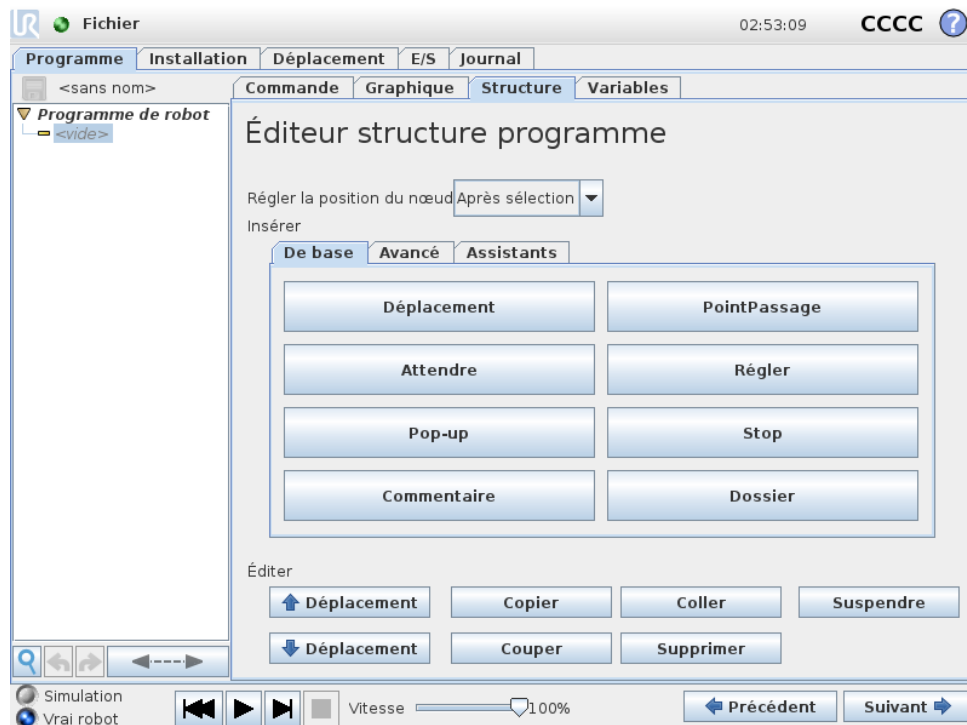 UR Fichier 02:53:09 CCCC ?
Programme Installation Déplacement E/S Journal
<sans nom> Commande Graphique Structure Variables
Programme de robot
<vide>
Éditeur structure programme
Régler la position du nœud Après sélection
Insérer
De base Avancé Assistants
Déplacement PointPassage
Attendre Régler
Pop-up Stop
Commentaire Dossier
Éditer
Déplacement Copier Coller Suspendre
Déplacement Couper Supprimer
Simulation
Vrai robot
Vitesse 100% Précédent Suivant